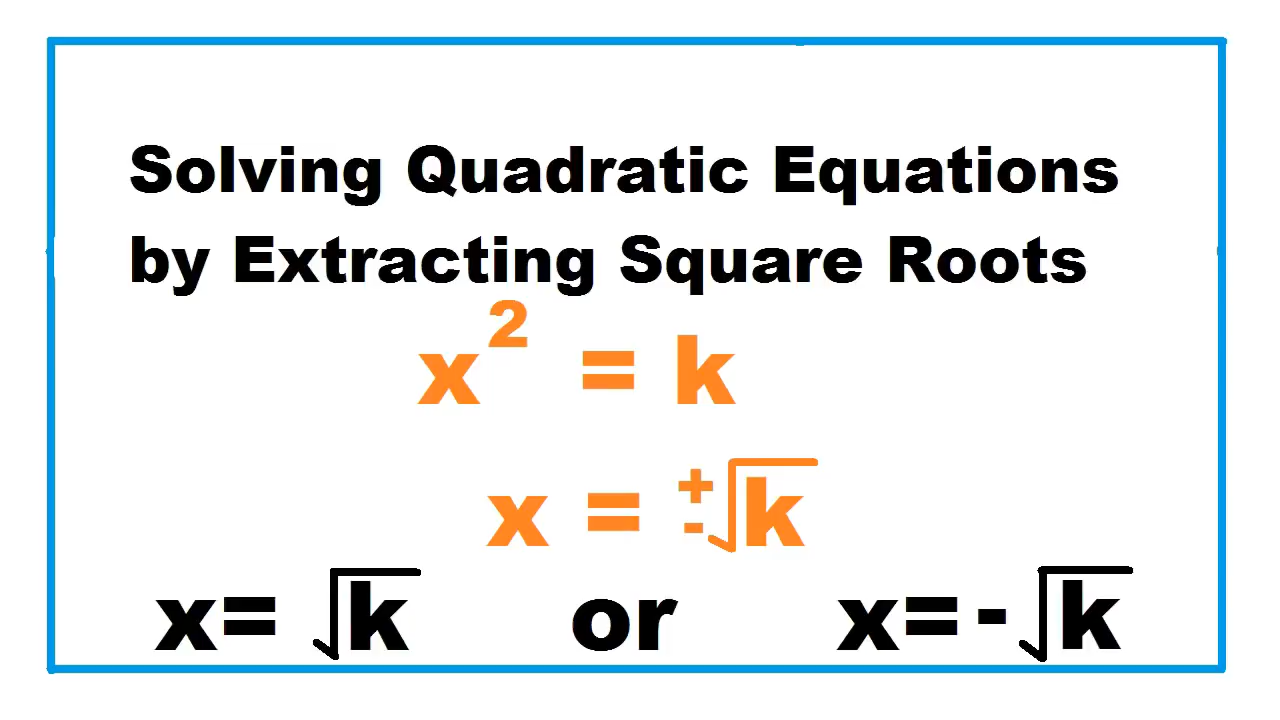 Solving Quadratic Equations
by Extracting Square Roots
x² = k
x = ±√k
x= √k or x= -√k